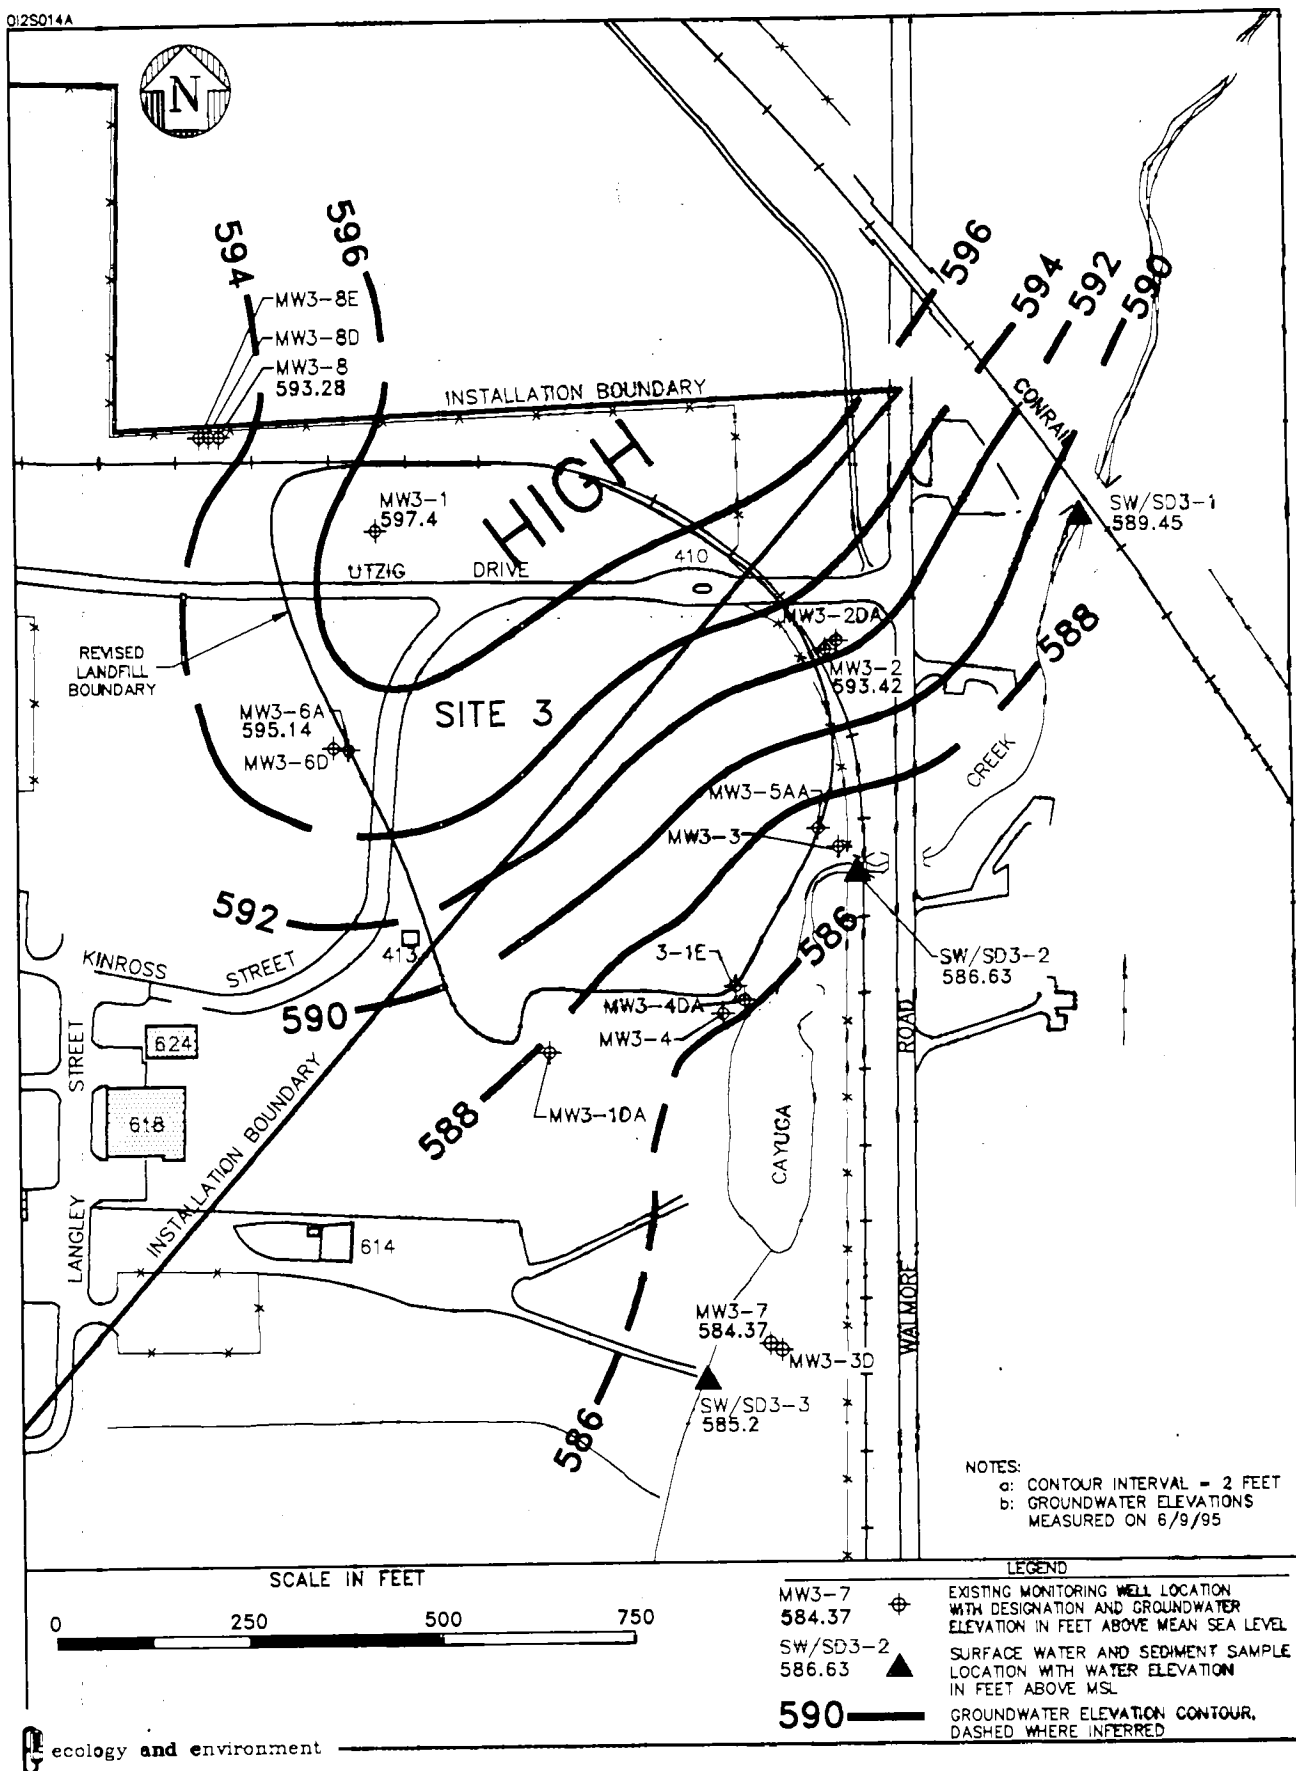 012S014A
N
594
596
596
594
592
590
MW3-8E
MW3-8D
MW3-8
593.28
INSTALLATION BOUNDARY
CONRAIL
HIGH
MW3-1
597.4
SW/SD3-1
589.45
UTZIG DRIVE
410
MW3-2DA
588
REVISED
LANDFILL
BOUNDARY
MW3-2
593.42
MW3-6A
595.14
SITE 3
MW3-6D
CREEK
MW3-5AA
MW3-3
592
586
413
KINROSS STREET
3-1E
SW/SD3-2
586.63
MW3-4DA
590
MW3-4
ROAD
624
STREET
588
MW3-1DA
618
CAYUGA
INSTALLATION BOUNDARY
LANGLEY
614
WALMORE
MW3-7
584.37
MW3-3D
SW/SD3-3
585.2
586
NOTES:
a: CONTOUR INTERVAL = 2 FEET
b: GROUNDWATER ELEVATIONS
MEASURED ON 6/9/95
SCALE IN FEET
0 250 500 750
LEGEND
MW3-7
584.37
EXISTING MONITORING WELL LOCATION
WITH DESIGNATION AND GROUNDWATER
ELEVATION IN FEET ABOVE MEAN SEA LEVEL
SW/SD3-2
586.63
SURFACE WATER AND SEDIMENT SAMPLE
LOCATION WITH WATER ELEVATION
IN FEET ABOVE MSL
590
GROUNDWATER ELEVATION CONTOUR,
DASHED WHERE INFERRED
ecology and environment